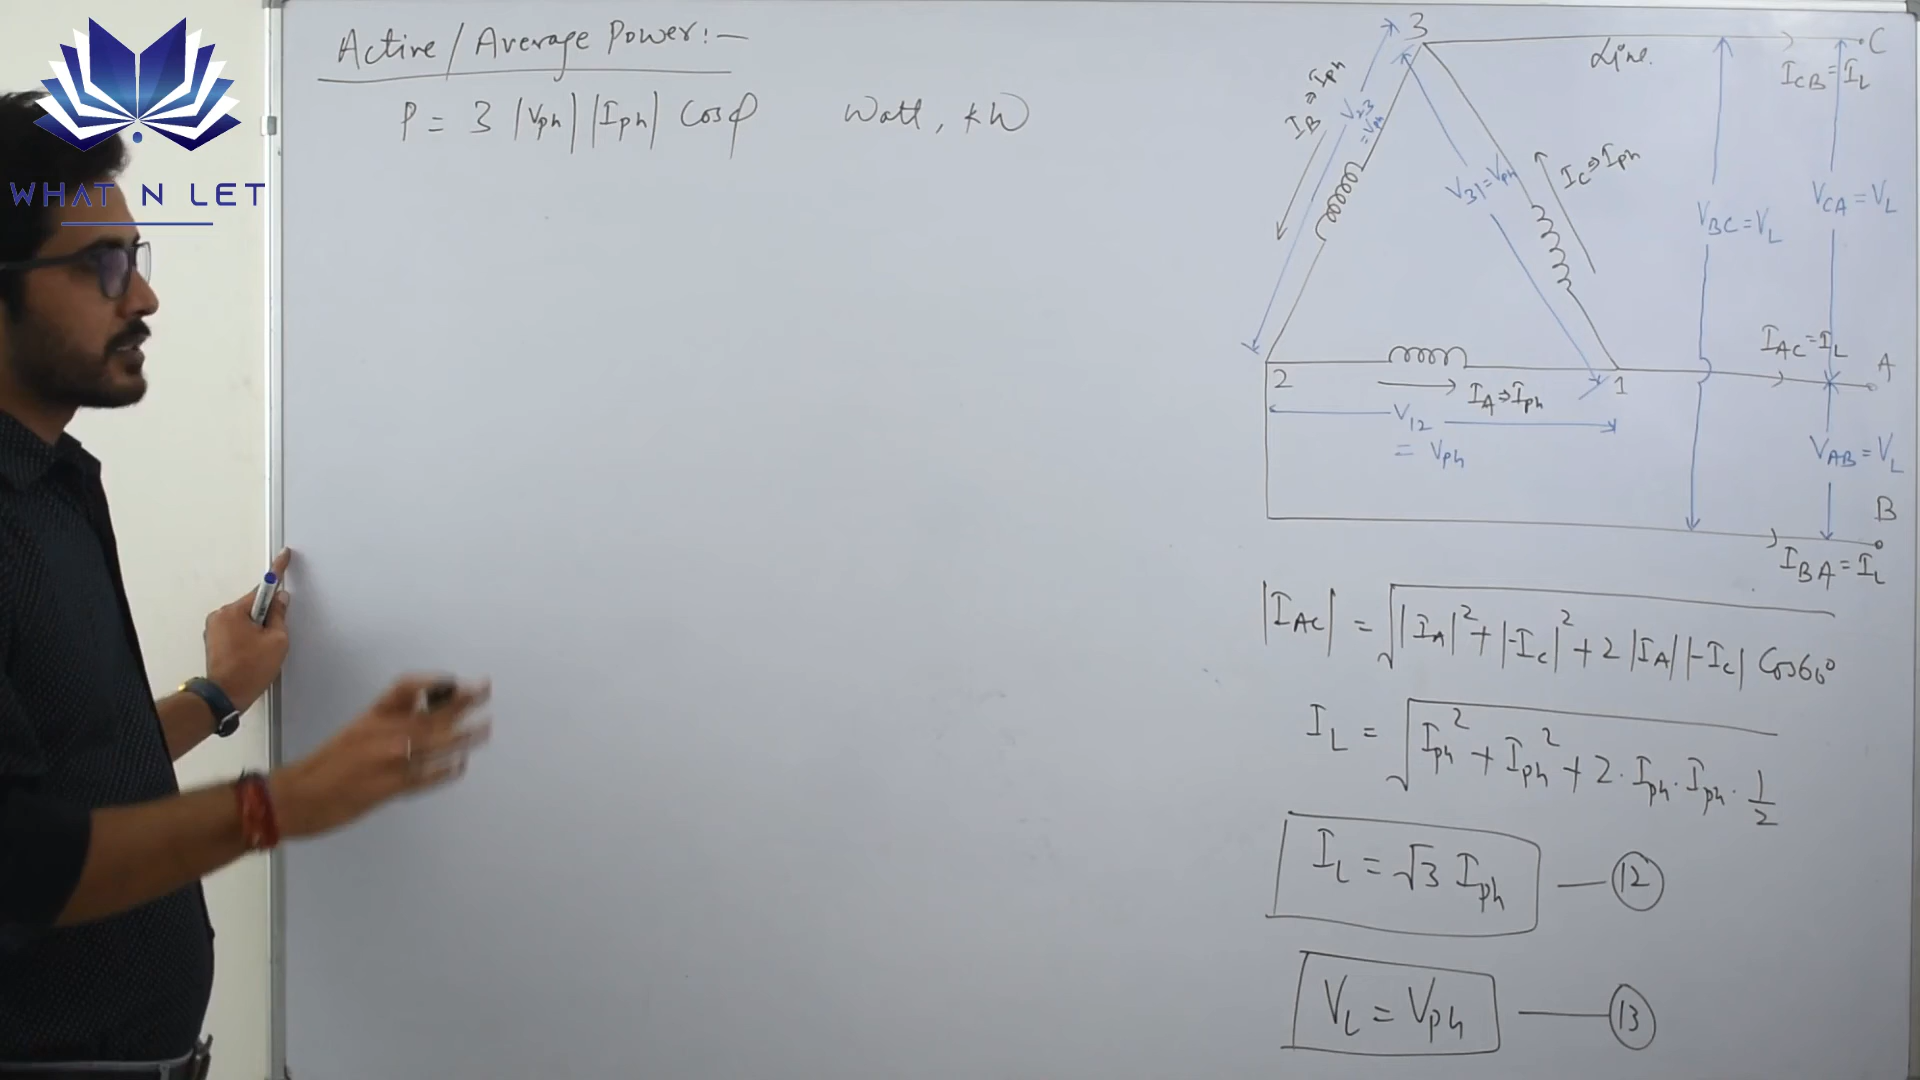 WHAT N LET
Active/Average Power:-
P = 3 |Vph| |Iph| Cosφ Watt, kW
3
Line.
C
ICB = IL
IB ⇒ Iph
V23
= Vph
V31 = Vph
IC ⇒ Iph
VBC = VL
VCA = VL
IAC = IL
A
2
1
IA ⇒ Iph
V12
= Vph
VAB = VL
B
IBA = IL
|IAC| = √|IA|² + |-Ic|² + 2 |IA| |-Ic| Cos60°
IL = √Iph² + Iph² + 2 · Iph · Iph · 1/2
IL = √3 Iph — 12
VL = Vph — 13